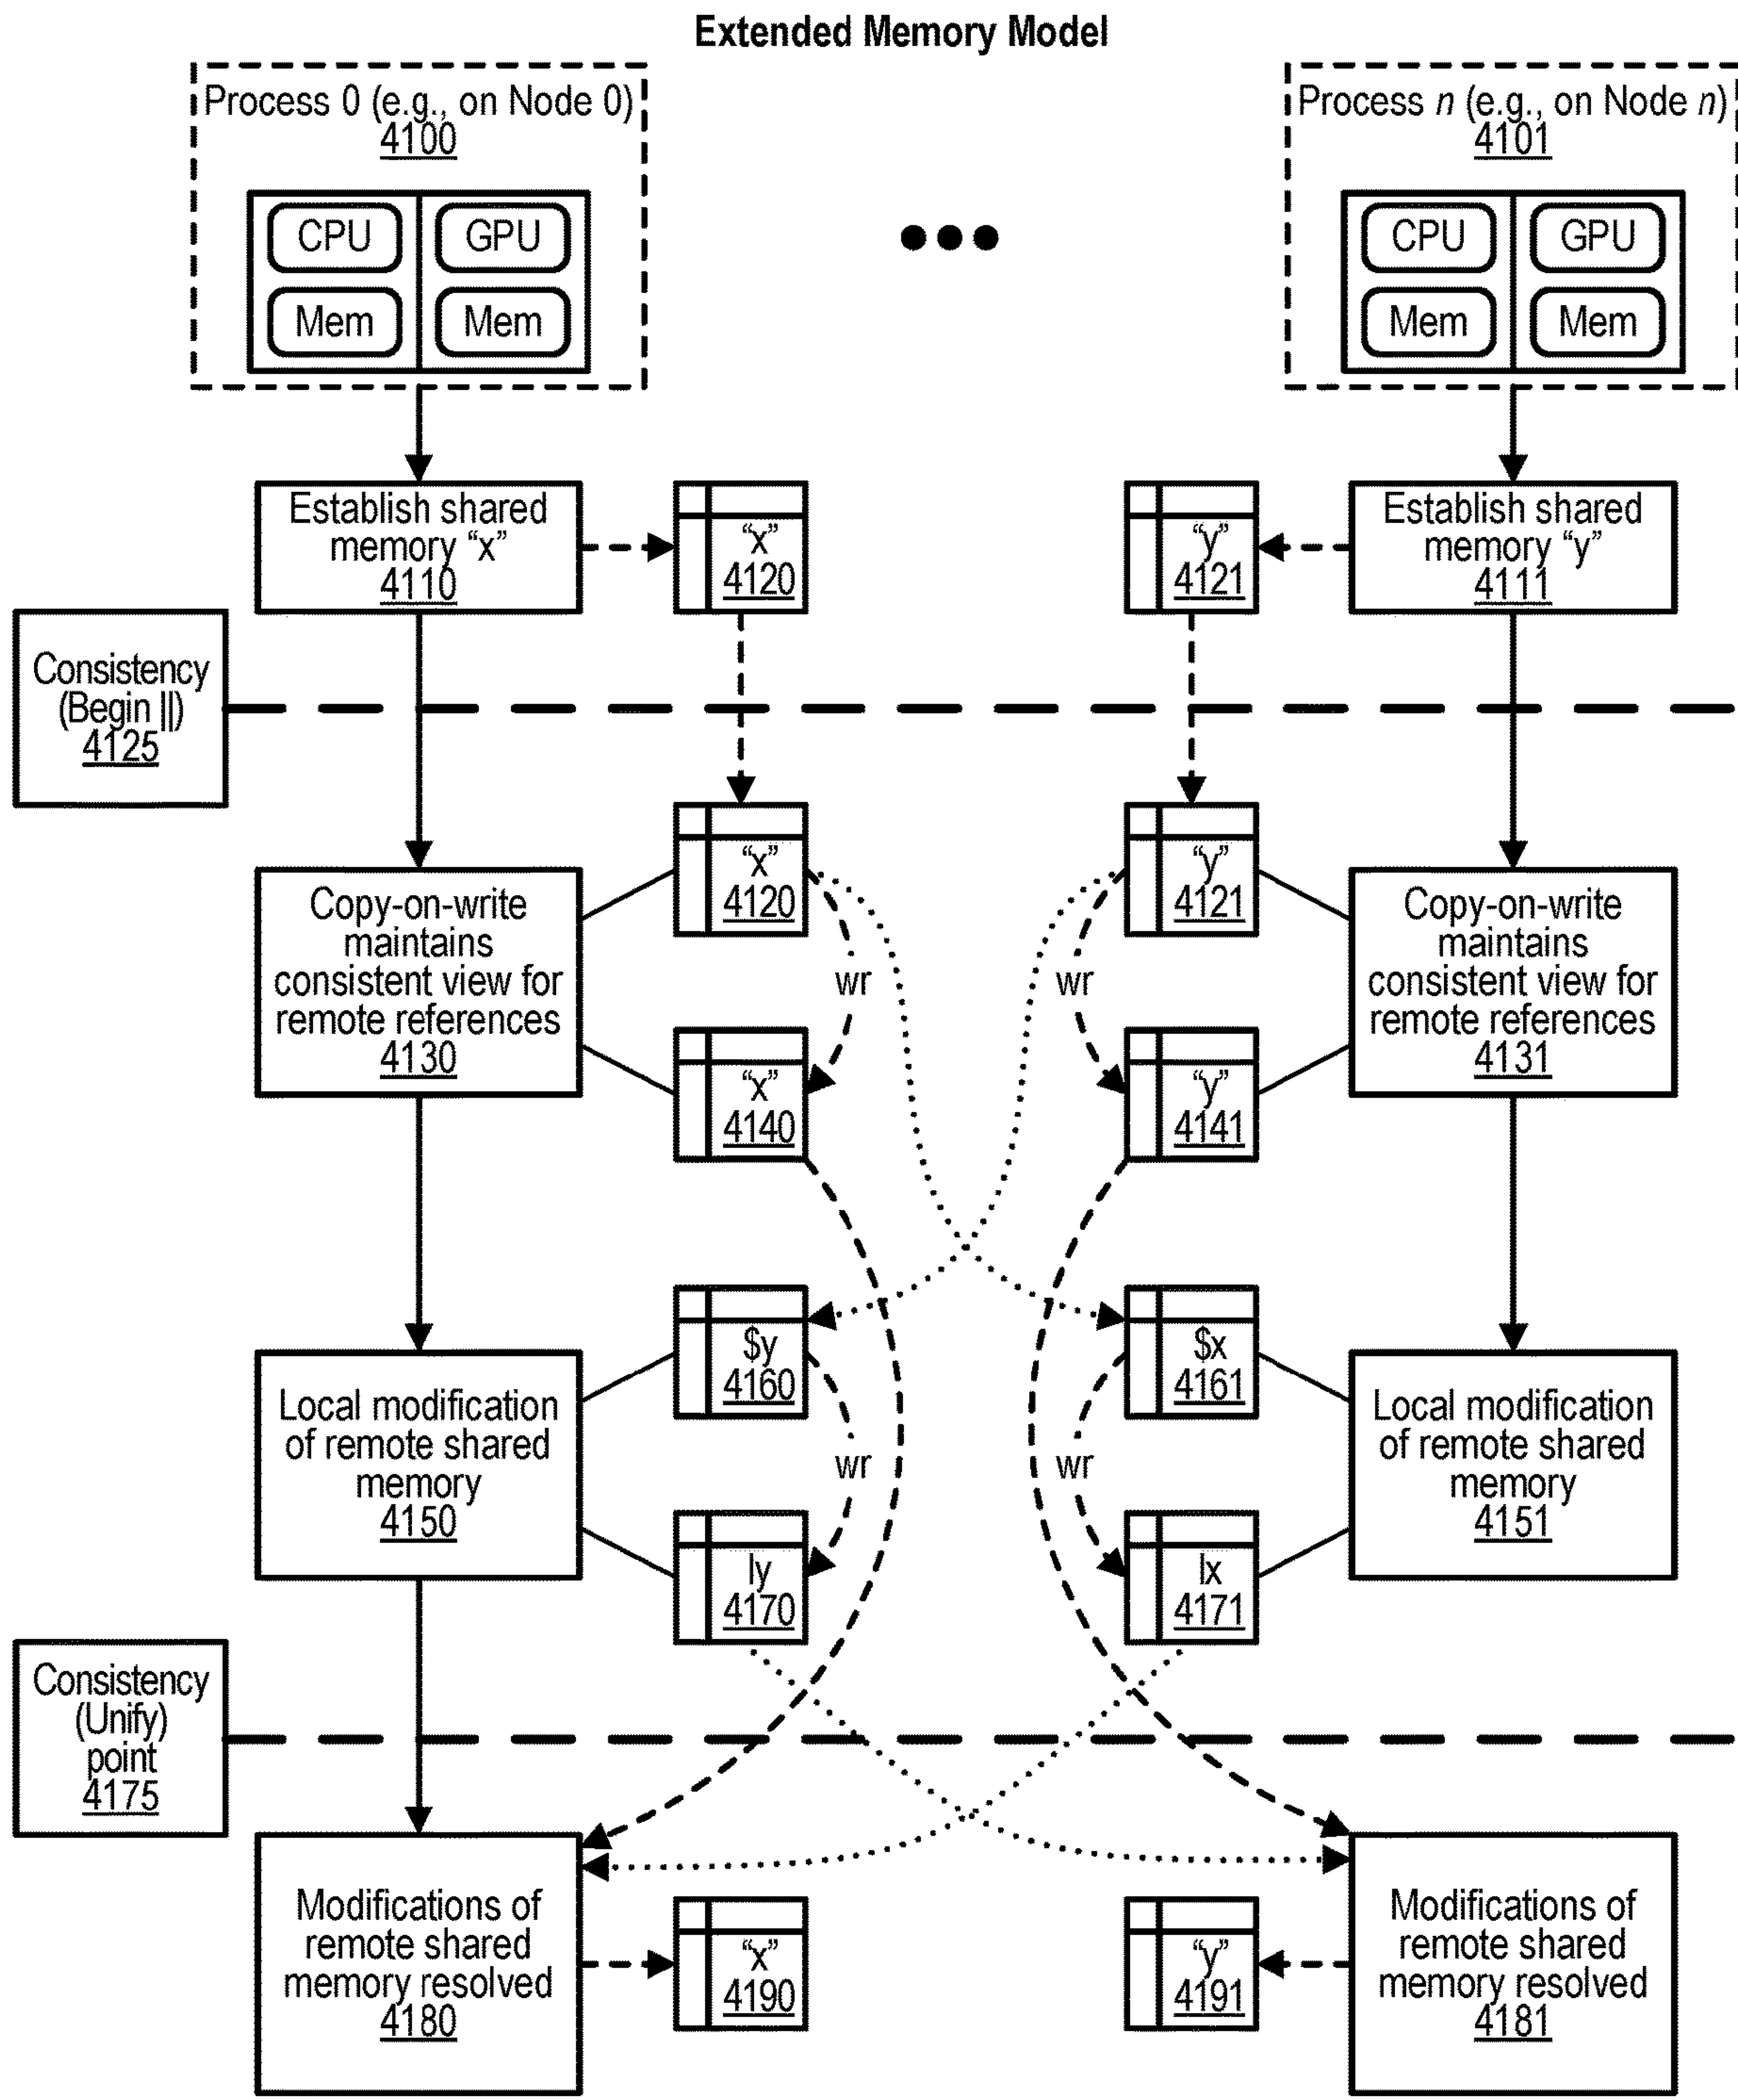 Extended Memory Model
Process 0 (e.g., on Node 0)
4100
CPU
GPU
Mem
Mem
Process n (e.g., on Node n)
4101
CPU
GPU
Mem
Mem
Establish shared
memory “x”
4110
“x”
4120
“y”
4121
Establish shared
memory “y”
4111
Consistency
(Begin ||)
4125
Copy-on-write
maintains
consistent view for
remote references
4130
“x”
4120
wr
“x”
4140
“y”
4121
wr
“y”
4141
Copy-on-write
maintains
consistent view for
remote references
4131
Local modification
of remote shared
memory
4150
$y
4160
wr
ly
4170
$x
4161
wr
lx
4171
Local modification
of remote shared
memory
4151
Consistency
(Unify)
point
4175
Modifications of
remote shared
memory resolved
4180
“x”
4190
“y”
4191
Modifications of
remote shared
memory resolved
4181